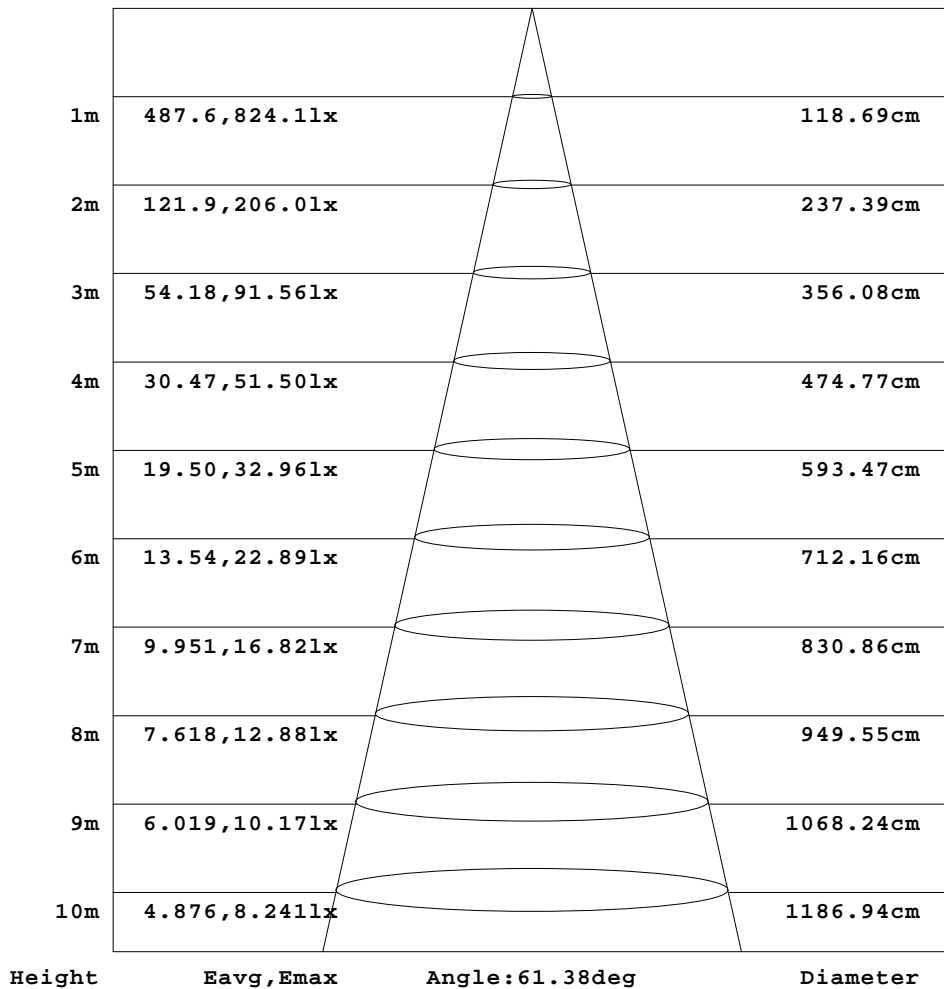 1m 487.6,824.1lx 118.69cm
2m 121.9,206.0lx 237.39cm
3m 54.18,91.56lx 356.08cm
4m 30.47,51.50lx 474.77cm
5m 19.50,32.96lx 593.47cm
6m 13.54,22.89lx 712.16cm
7m 9.951,16.82lx 830.86cm
8m 7.618,12.88lx 949.55cm
9m 6.019,10.17lx 1068.24cm
10m 4.876,8.241lx 1186.94cm
Height Eavg,Emax Angle:61.38deg Diameter